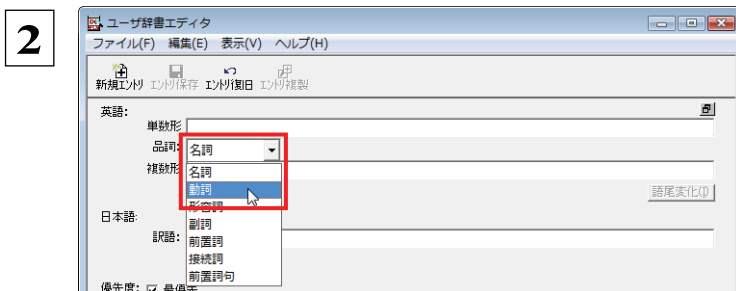 2
ユーザ辞書エディタ
ファイル(F) 編集(E) 表示(V) ヘルプ(H)
新規エントリ エントリ保存 エントリ復旧 エントリ複製
英語:
単数形
品詞: 名詞
複数形 名詞
動詞
語尾変化(I)
形容詞
日本語: 副詞
訳語: 前置詞
接続詞
前置詞句
優先度: 最優先